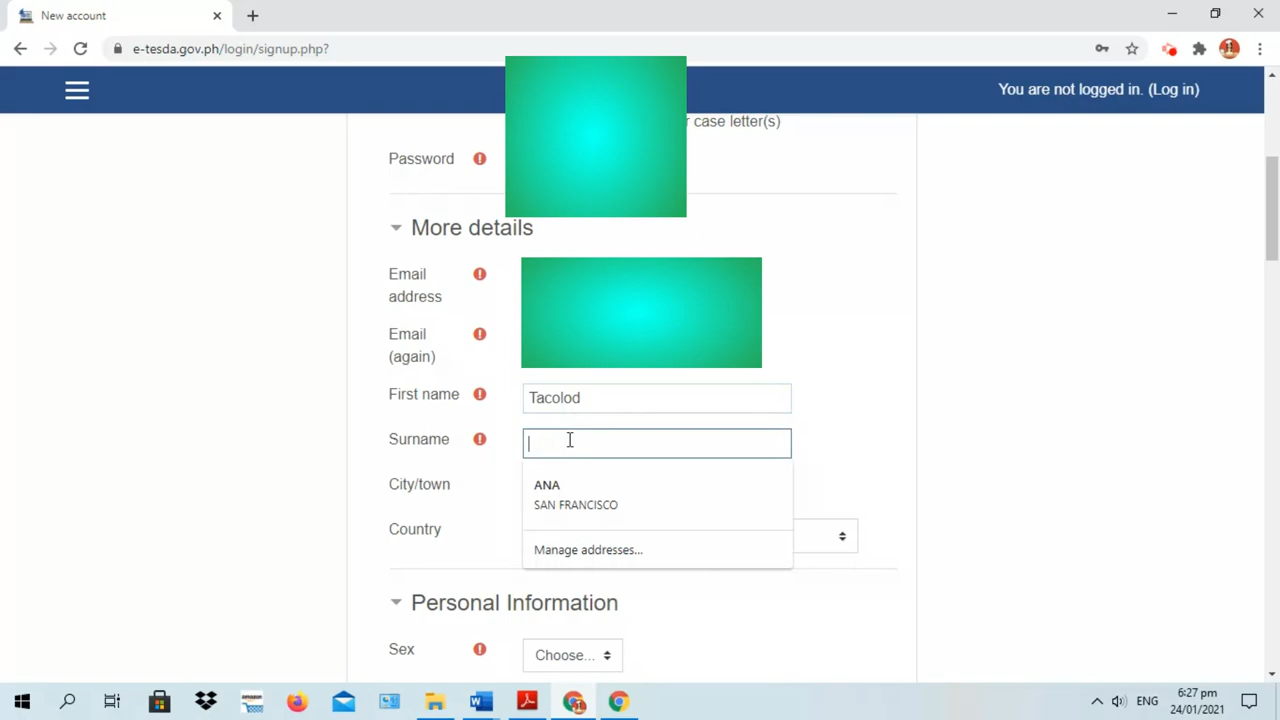 New account
e-tesda.gov.ph/login/signup.php?
You are not logged in. (Log in)
r case letter(s)
Password
More details
Email
address
Email
(again)
First name
Tacolod
Surname
ANA
SAN FRANCISCO
City/town
Country
Manage addresses...
Personal Information
Sex
Choose...
ENG
6:27 pm
24/01/2021